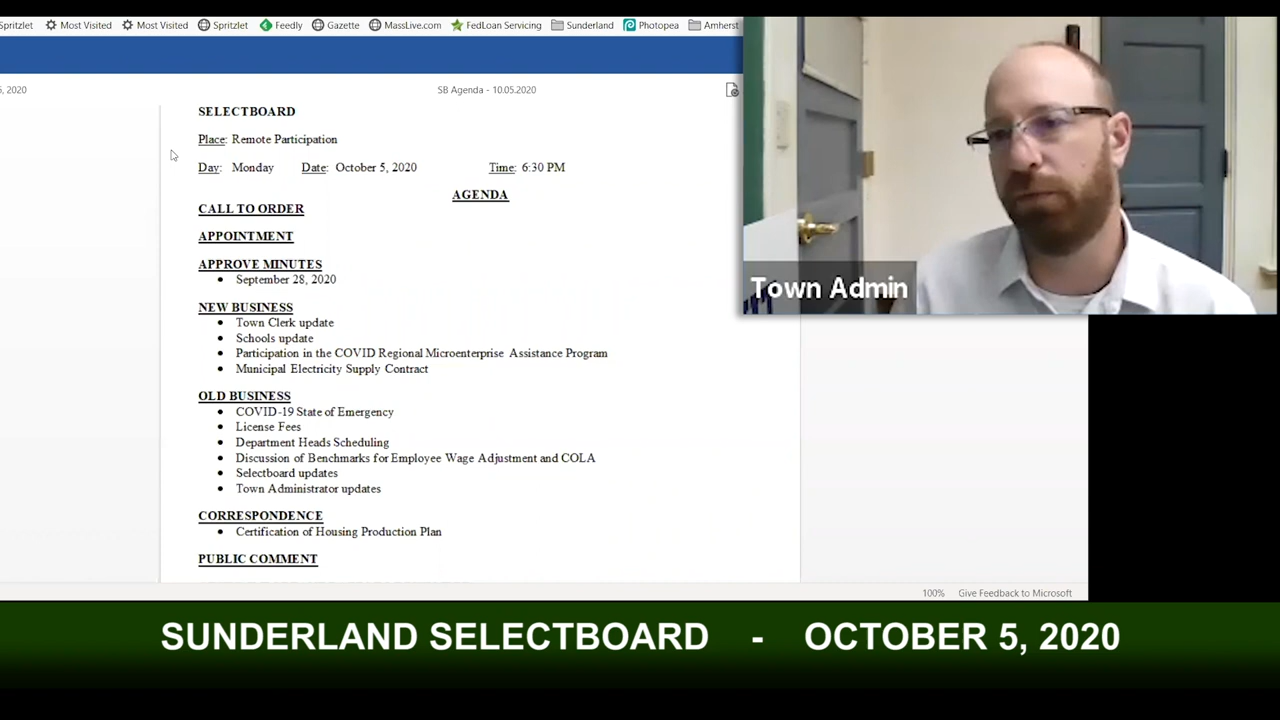 Spritzlet Most Visited Most Visited Spritzlet Feedly Gazette MassLive.com FedLoan Servicing Sunderland Photopea Amherst
5, 2020 SB Agenda - 10.05.2020
SELECTBOARD
Place: Remote Participation
Day: Monday Date: October 5, 2020 Time: 6:30 PM
AGENDA
CALL TO ORDER
APPOINTMENT
APPROVE MINUTES
• September 28, 2020
NEW BUSINESS
• Town Clerk update
• Schools update
• Participation in the COVID Regional Microenterprise Assistance Program
• Municipal Electricity Supply Contract
OLD BUSINESS
• COVID-19 State of Emergency
• License Fees
• Department Heads Scheduling
• Discussion of Benchmarks for Employee Wage Adjustment and COLA
• Selectboard updates
• Town Administrator updates
CORRESPONDENCE
• Certification of Housing Production Plan
PUBLIC COMMENT
Town Admin
100% Give Feedback to Microsoft
SUNDERLAND SELECTBOARD - OCTOBER 5, 2020